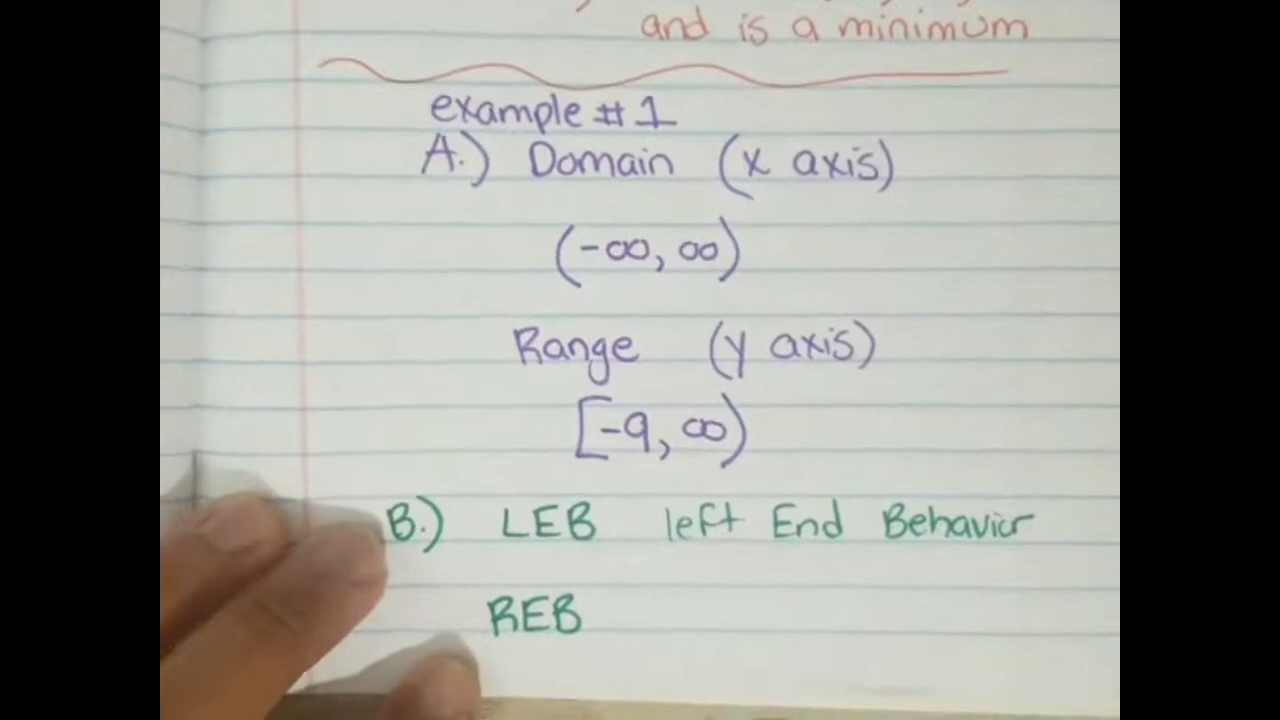 and is a minimum
example # 1
A.) Domain (x axis)
(-∞, ∞)
Range (y axis)
[-9, ∞)
B.) LEB left End Behavior
REB